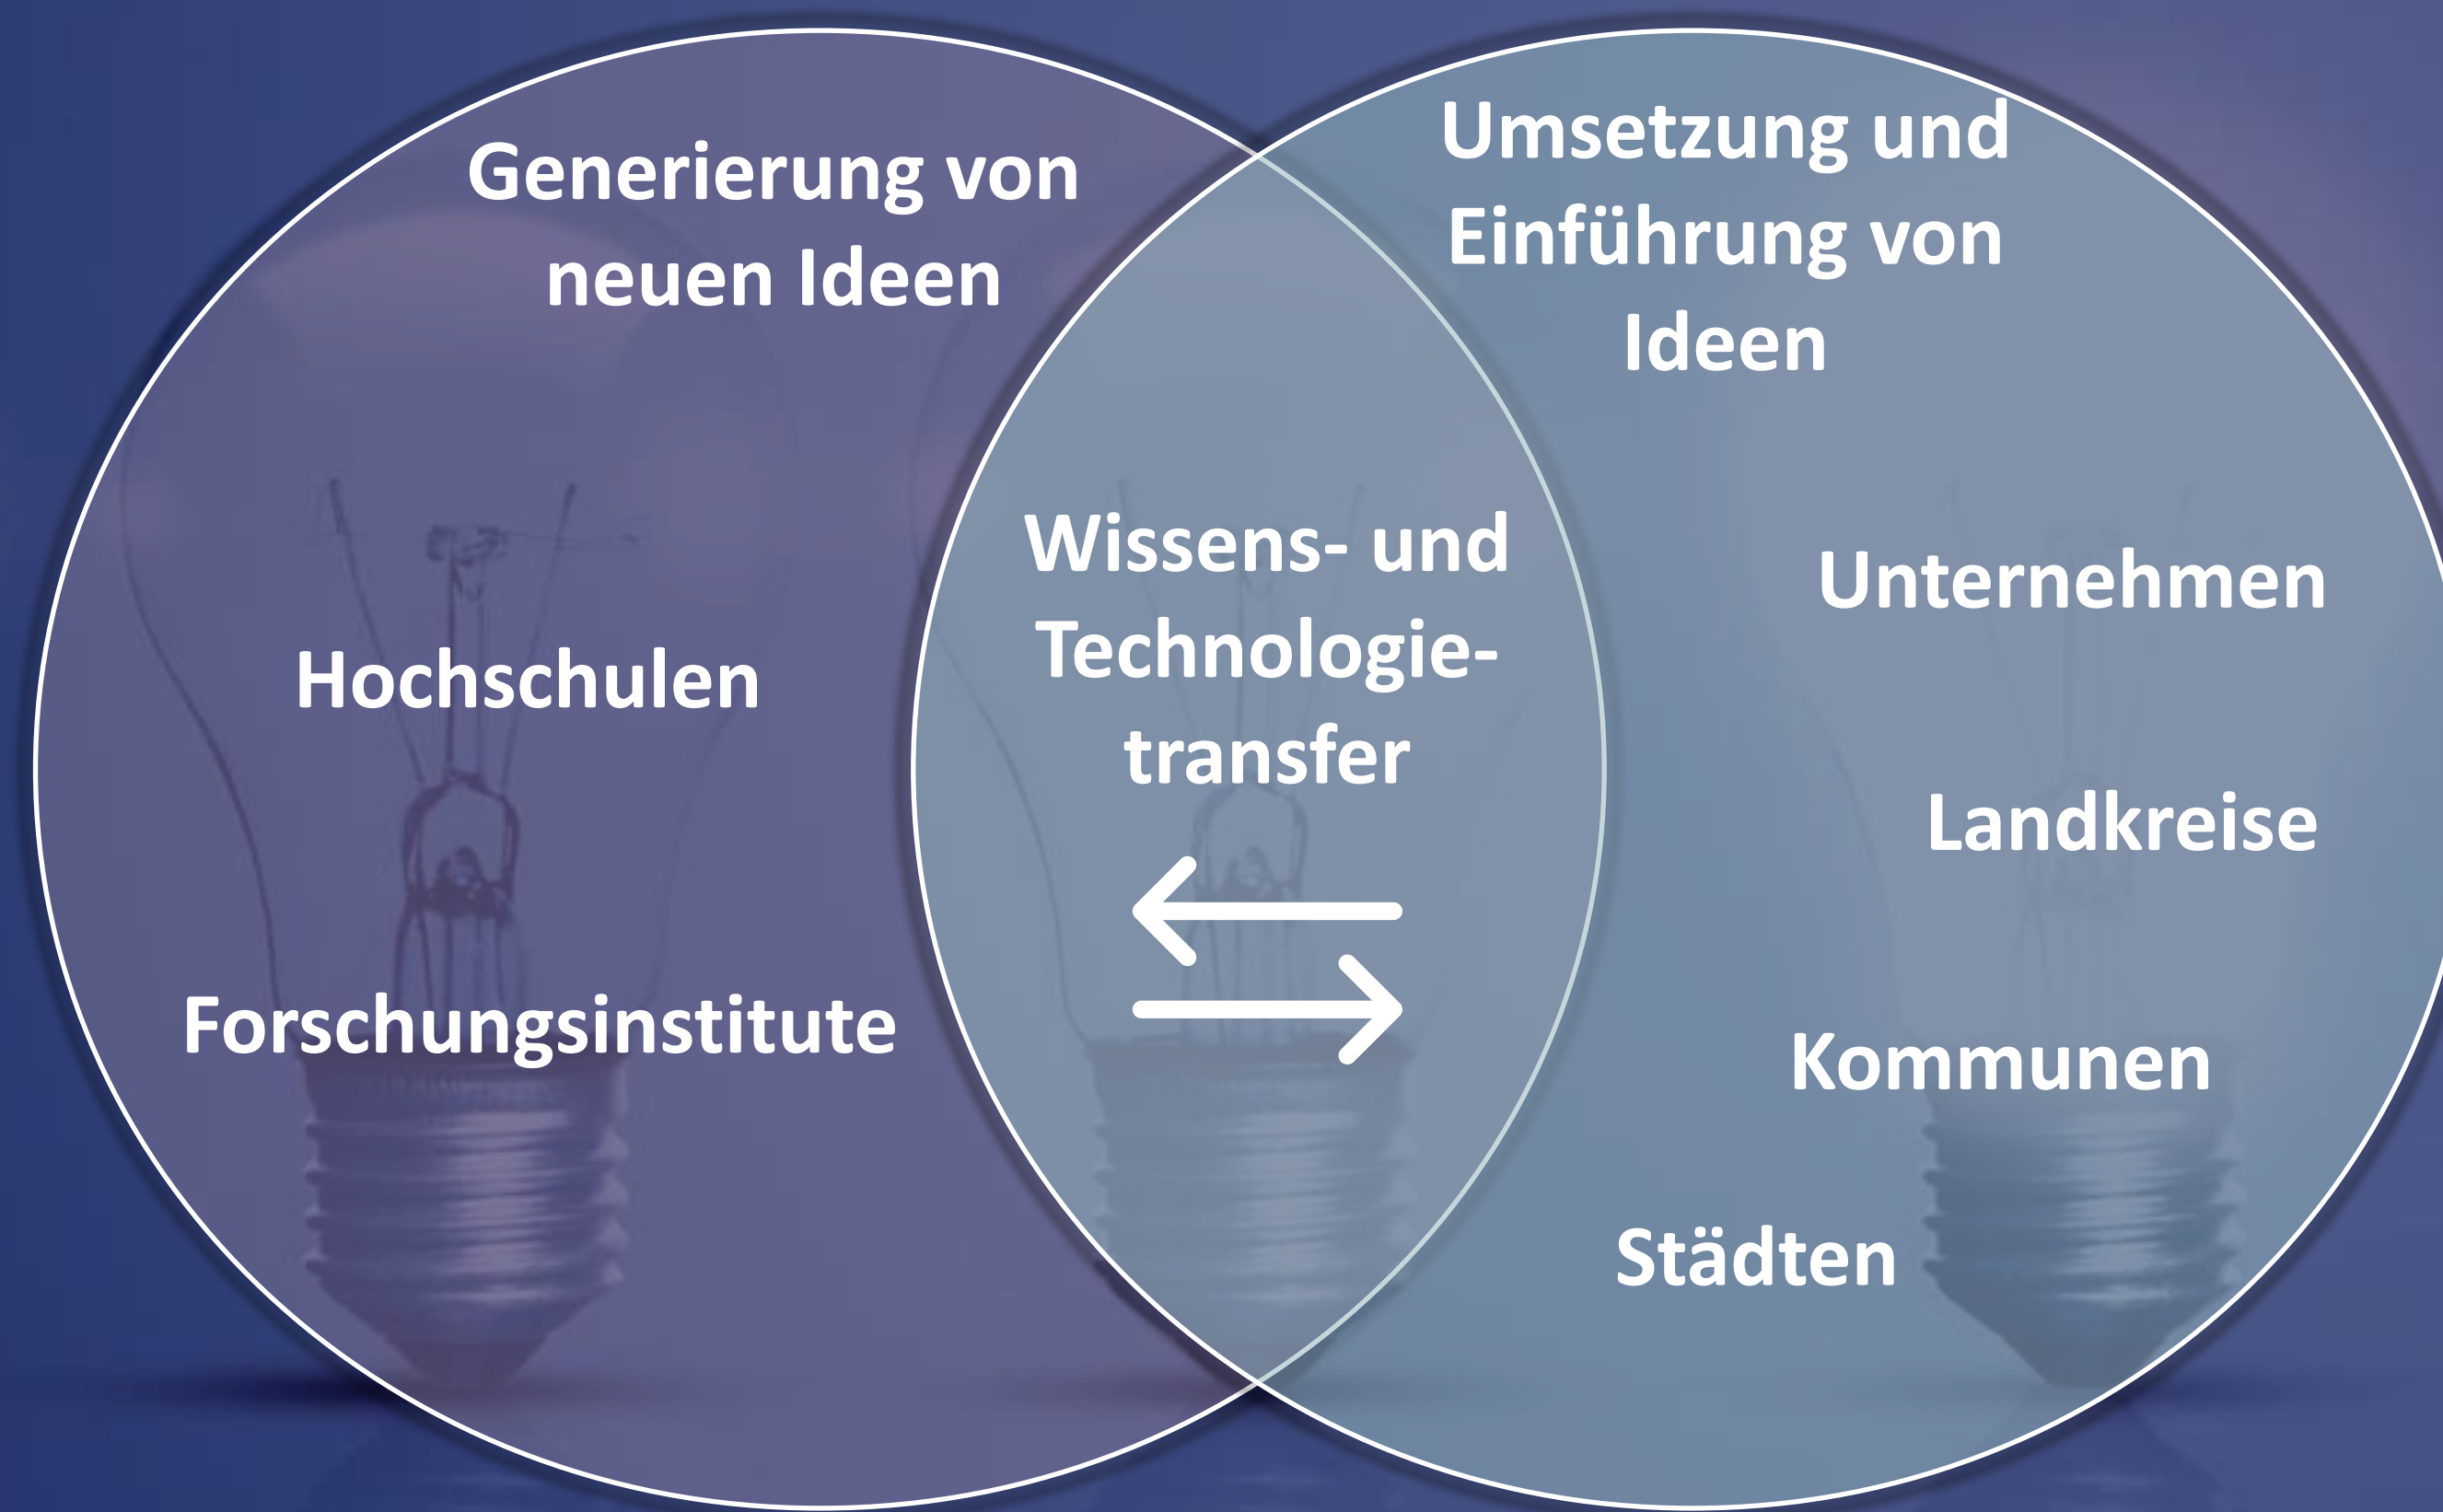 Generierung von
neuen Ideen
Hochschulen
Forschungsinstitute
Wissens- und
Technologie-
transfer
Umsetzung und
Einführung von
Ideen
Unternehmen
Landkreise
Kommunen
Städten